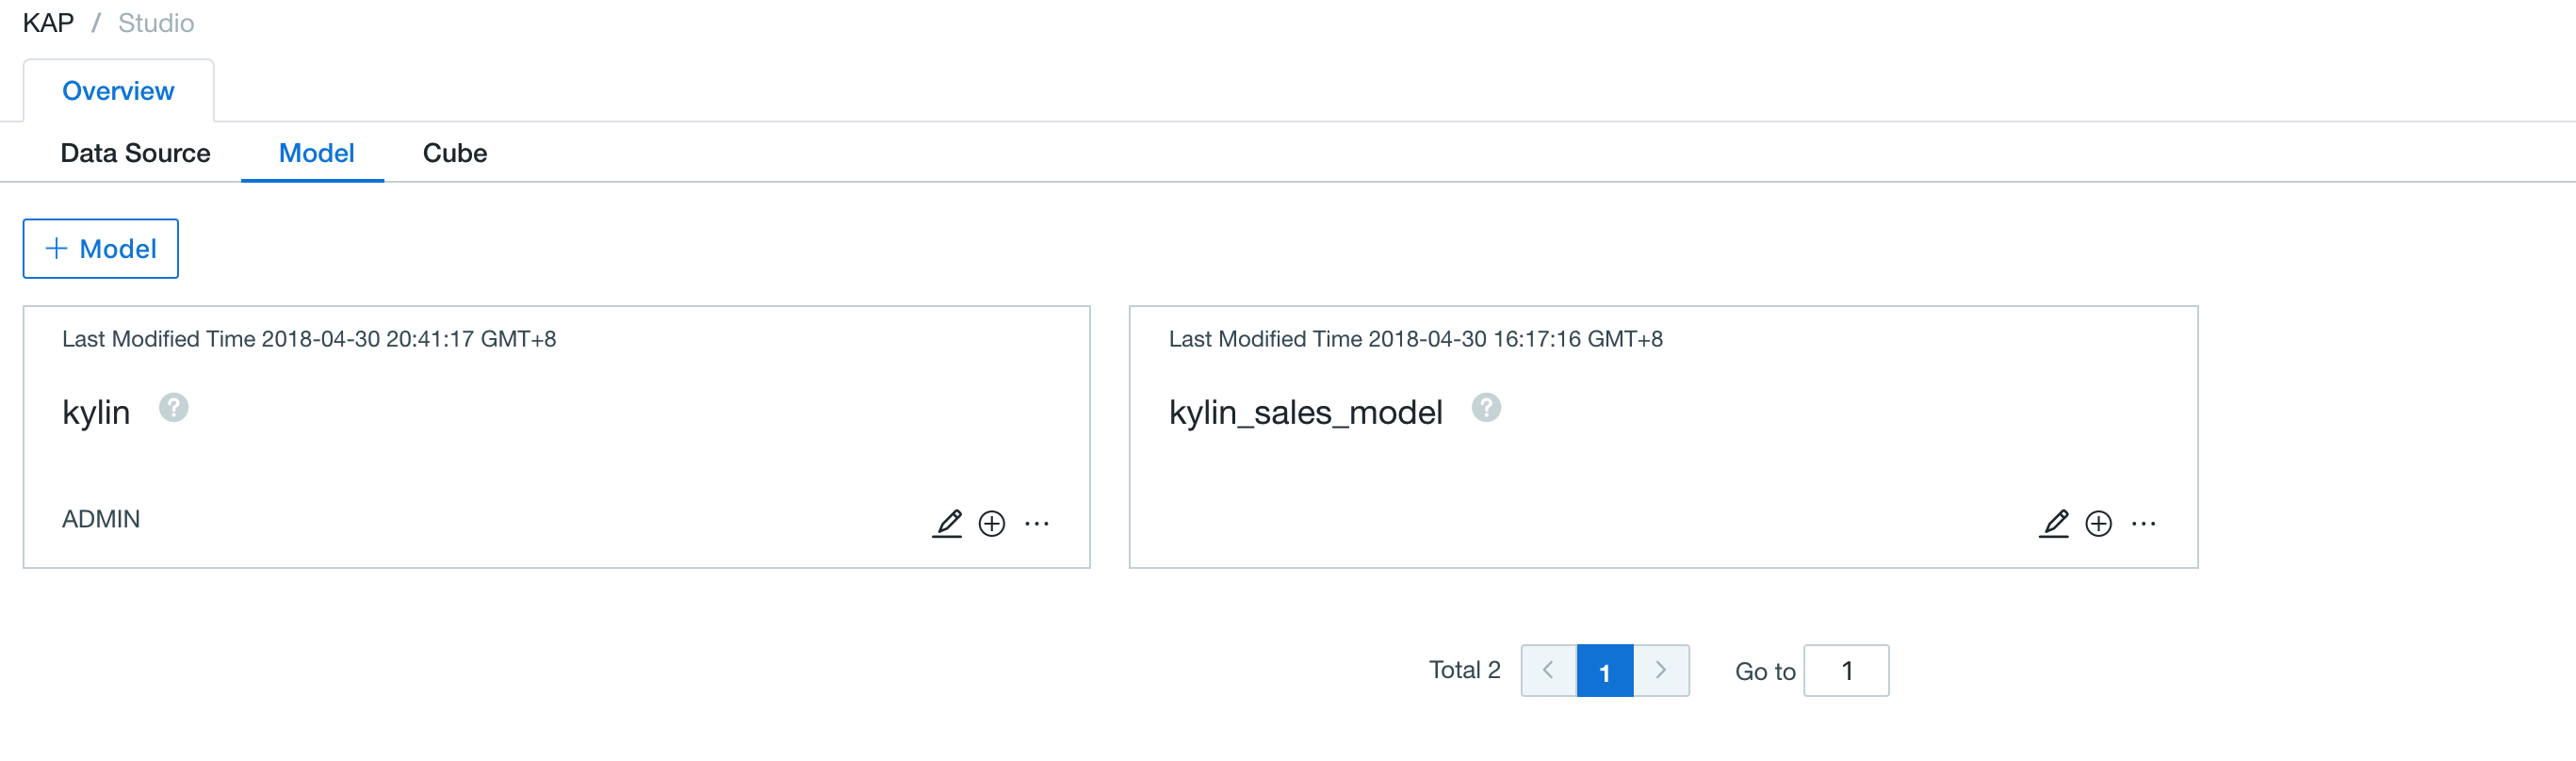 KAP / Studio
Overview
Data Source Model Cube
+ Model
Last Modified Time 2018-04-30 20:41:17 GMT+8
kylin ?
ADMIN
Last Modified Time 2018-04-30 16:17:16 GMT+8
kylin_sales_model ?
Total 2 < 1 > Go to 1